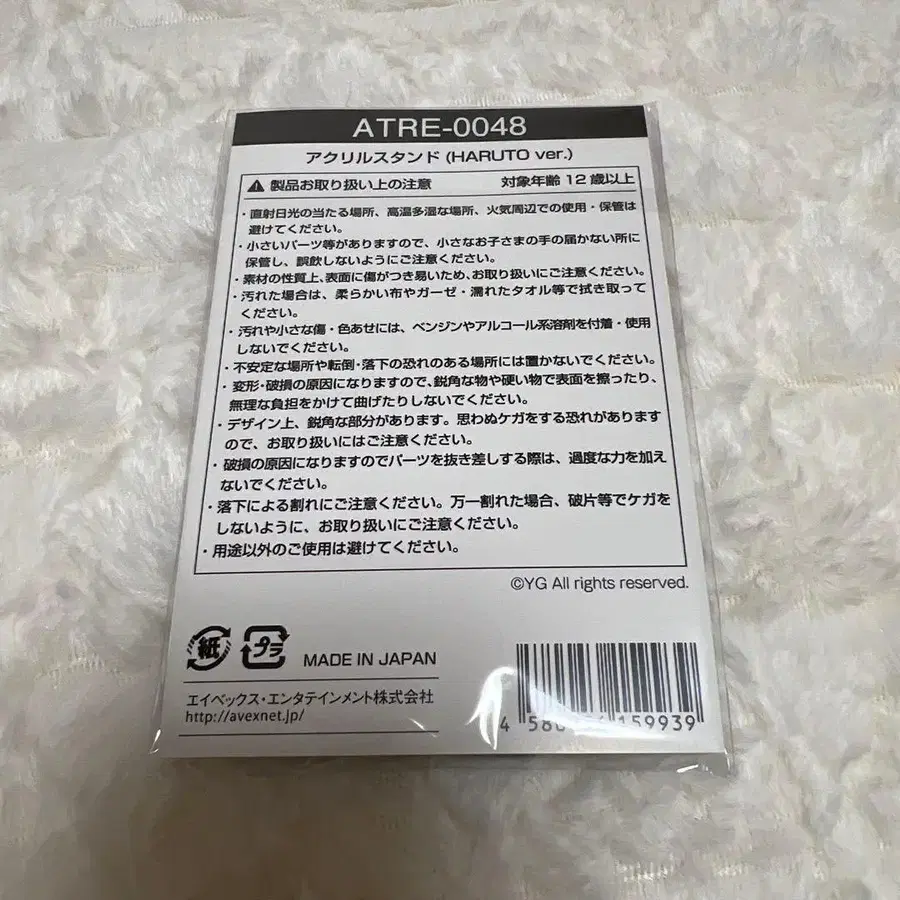 ATRE-0048
アクリルスタンド (HARUTO ver.)
製品お取り扱い上の注意 対象年齢 12 歳以上
・直射日光の当たる場所、高温多湿な場所、火気周辺での使用・保管は
避けてください。
・小さいパーツ等がありますので、小さなお子さまの手の届かない所に
保管し、誤飲しないようにご注意ください。
・素材の性質上、表面に傷がつき易いため、お取り扱いにご注意ください。
・汚れた場合は、柔らかい布やガーゼ・濡れたタオル等で拭き取って
ください。
・汚れや小さな傷・色あせには、ベンジンやアルコール系溶剤を付着・使用
しないでください。
・不安定な場所や転倒・落下の恐れのある場所には置かないでください。
・変形・破損の原因になりますので、鋭角な物や硬い物で表面を擦ったり、
無理な負担をかけて曲げたりしないでください。
・デザイン上、鋭角な部分があります。思わぬケガをする恐れがあります
ので、お取り扱いにはご注意ください。
・破損の原因になりますのでパーツを抜き差しする際は、過度な力を加え
ないでください。
・落下による割れにご注意ください。万一割れた場合、破片等でケガを
しないように、お取り扱いにご注意ください。
・用途以外のご使用は避けてください。
©YG All rights reserved.
紙 プラ MADE IN JAPAN
エイベックス・エンタテインメント株式会社
http://avexnet.jp/
4 159939